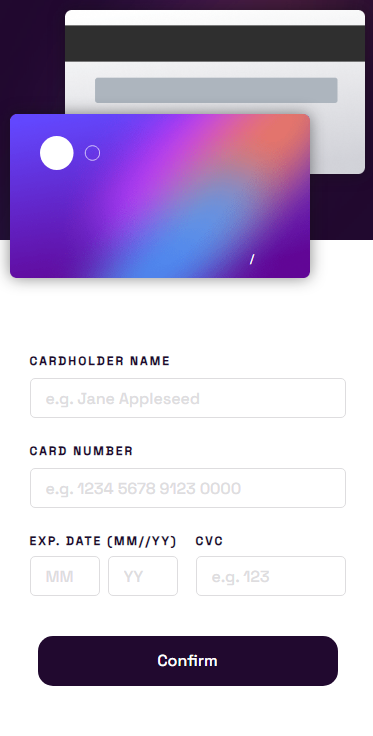 /
CARDHOLDER NAME
e.g. Jane Appleseed
CARD NUMBER
e.g. 1234 5678 9123 0000
EXP. DATE (MM//YY) CVC
MM YY e.g. 123
Confirm